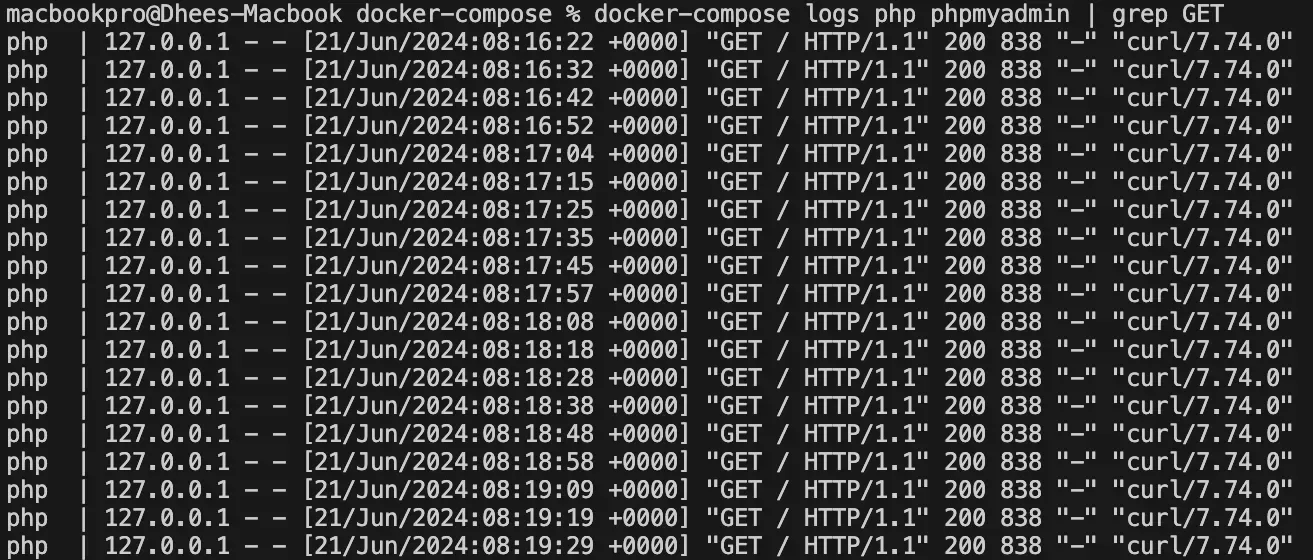 macbookpro@Dhees-Macbook docker-compose % docker-compose logs php phpmyadmin | grep GET
php  | 127.0.0.1 - - [21/Jun/2024:08:16:22 +0000] "GET / HTTP/1.1" 200 838 "-" "curl/7.74.0"
php  | 127.0.0.1 - - [21/Jun/2024:08:16:32 +0000] "GET / HTTP/1.1" 200 838 "-" "curl/7.74.0"
php  | 127.0.0.1 - - [21/Jun/2024:08:16:42 +0000] "GET / HTTP/1.1" 200 838 "-" "curl/7.74.0"
php  | 127.0.0.1 - - [21/Jun/2024:08:16:52 +0000] "GET / HTTP/1.1" 200 838 "-" "curl/7.74.0"
php  | 127.0.0.1 - - [21/Jun/2024:08:17:04 +0000] "GET / HTTP/1.1" 200 838 "-" "curl/7.74.0"
php  | 127.0.0.1 - - [21/Jun/2024:08:17:15 +0000] "GET / HTTP/1.1" 200 838 "-" "curl/7.74.0"
php  | 127.0.0.1 - - [21/Jun/2024:08:17:25 +0000] "GET / HTTP/1.1" 200 838 "-" "curl/7.74.0"
php  | 127.0.0.1 - - [21/Jun/2024:08:17:35 +0000] "GET / HTTP/1.1" 200 838 "-" "curl/7.74.0"
php  | 127.0.0.1 - - [21/Jun/2024:08:17:45 +0000] "GET / HTTP/1.1" 200 838 "-" "curl/7.74.0"
php  | 127.0.0.1 - - [21/Jun/2024:08:17:57 +0000] "GET / HTTP/1.1" 200 838 "-" "curl/7.74.0"
php  | 127.0.0.1 - - [21/Jun/2024:08:18:08 +0000] "GET / HTTP/1.1" 200 838 "-" "curl/7.74.0"
php  | 127.0.0.1 - - [21/Jun/2024:08:18:18 +0000] "GET / HTTP/1.1" 200 838 "-" "curl/7.74.0"
php  | 127.0.0.1 - - [21/Jun/2024:08:18:28 +0000] "GET / HTTP/1.1" 200 838 "-" "curl/7.74.0"
php  | 127.0.0.1 - - [21/Jun/2024:08:18:38 +0000] "GET / HTTP/1.1" 200 838 "-" "curl/7.74.0"
php  | 127.0.0.1 - - [21/Jun/2024:08:18:48 +0000] "GET / HTTP/1.1" 200 838 "-" "curl/7.74.0"
php  | 127.0.0.1 - - [21/Jun/2024:08:18:58 +0000] "GET / HTTP/1.1" 200 838 "-" "curl/7.74.0"
php  | 127.0.0.1 - - [21/Jun/2024:08:19:09 +0000] "GET / HTTP/1.1" 200 838 "-" "curl/7.74.0"
php  | 127.0.0.1 - - [21/Jun/2024:08:19:19 +0000] "GET / HTTP/1.1" 200 838 "-" "curl/7.74.0"
php  | 127.0.0.1 - - [21/Jun/2024:08:19:29 +0000] "GET / HTTP/1.1" 200 838 "-" "curl/7.74.0"